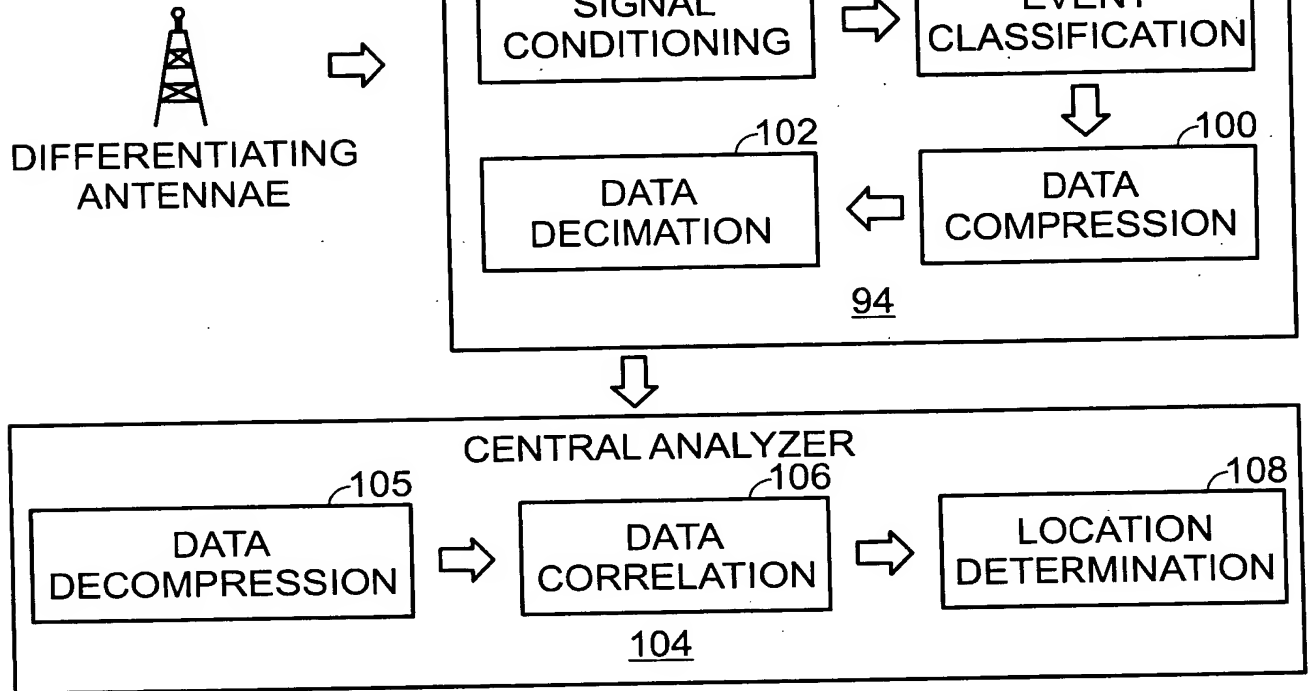 SIGNAL
CONDITIONING
EVENT
CLASSIFICATION
DIFFERENTIATING
ANTENNAE
102
DATA
DECIMATION
100
DATA
COMPRESSION
94
CENTRAL ANALYZER
105
DATA
DECOMPRESSION
106
DATA
CORRELATION
108
LOCATION
DETERMINATION
104